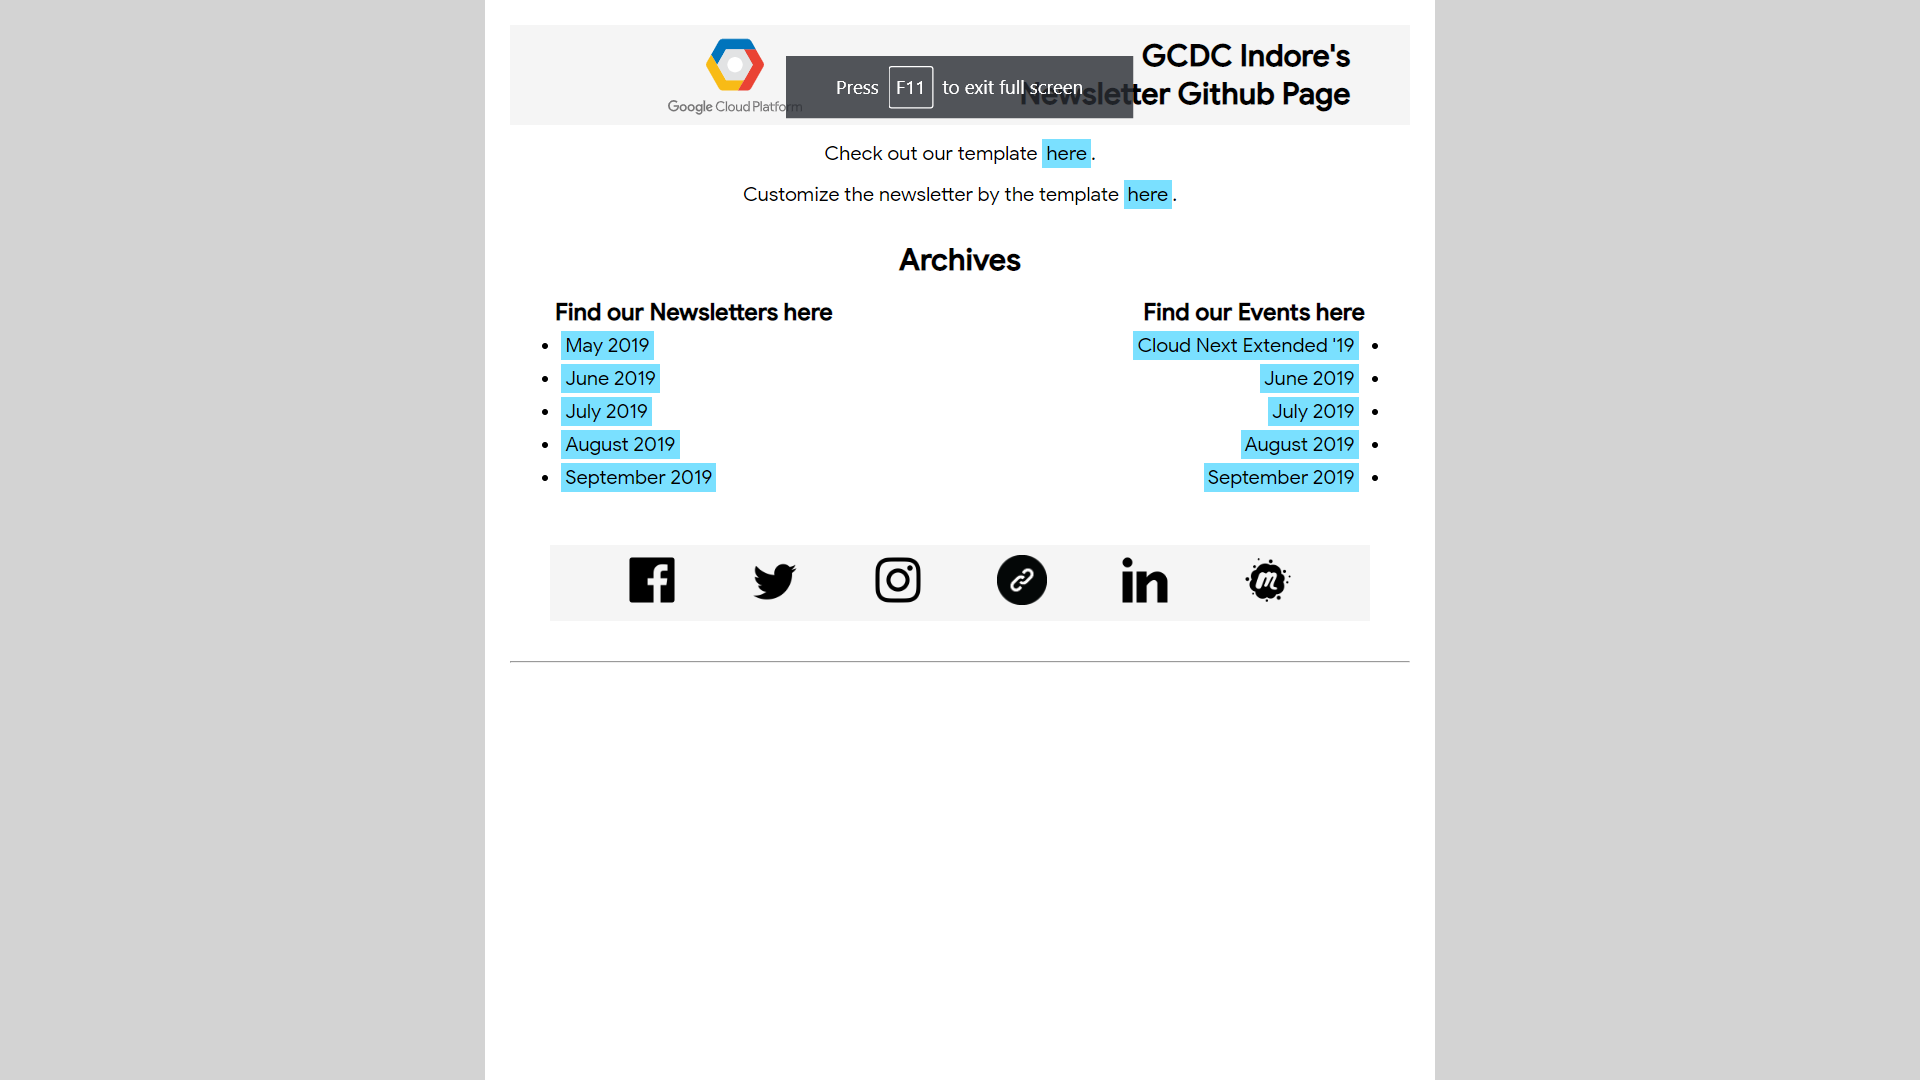 Google Cloud Platform
Press F11 to exit full screen
GCDC Indore's
Newsletter Github Page
Check out our template here.
Customize the newsletter by the template here.
Archives
Find our Newsletters here
May 2019
June 2019
July 2019
August 2019
September 2019
Find our Events here
Cloud Next Extended '19
June 2019
July 2019
August 2019
September 2019